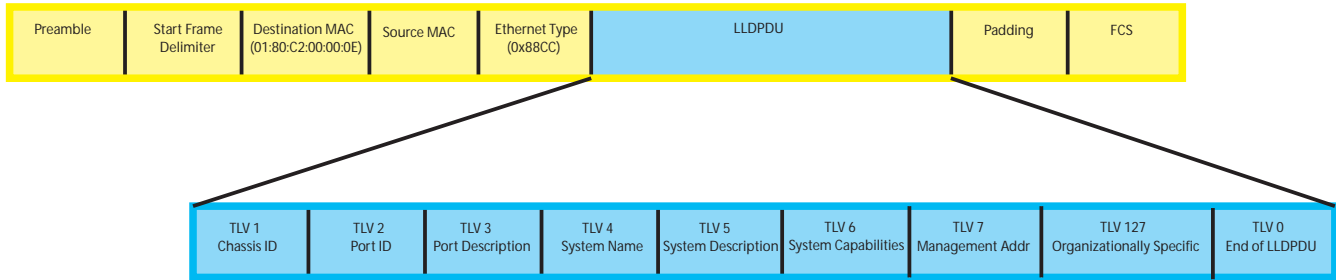 Preamble
Start Frame
Delimiter
Destination MAC
(01:80:C2:00:00:0E)
Source MAC
Ethernet Type
(0x88CC)
LLDPDU
Padding
FCS
TLV 1
Chassis ID
TLV 2
Port ID
TLV 3
Port Description
TLV 4
System Name
TLV 5
System Description
TLV 6
System Capabilities
TLV 7
Management Addr
TLV 127
Organizationally Specific
TLV 0
End of LLDPDU